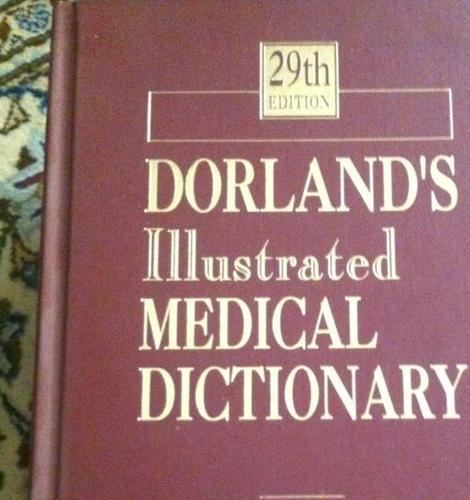 29th
EDITION
DORLAND'S
Illustrated
MEDICAL
DICTIONARY